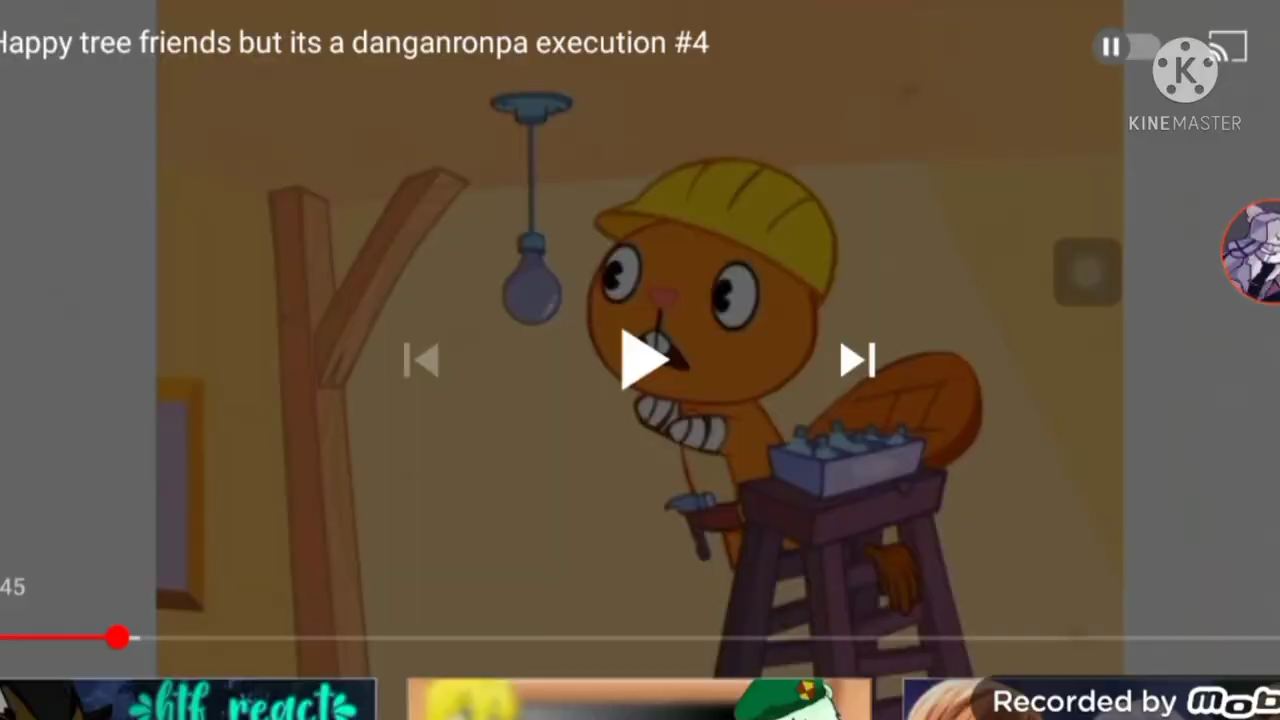 Happy tree friends but its a danganronpa execution #4
K
KINEMASTER
45
htf react
Recorded by